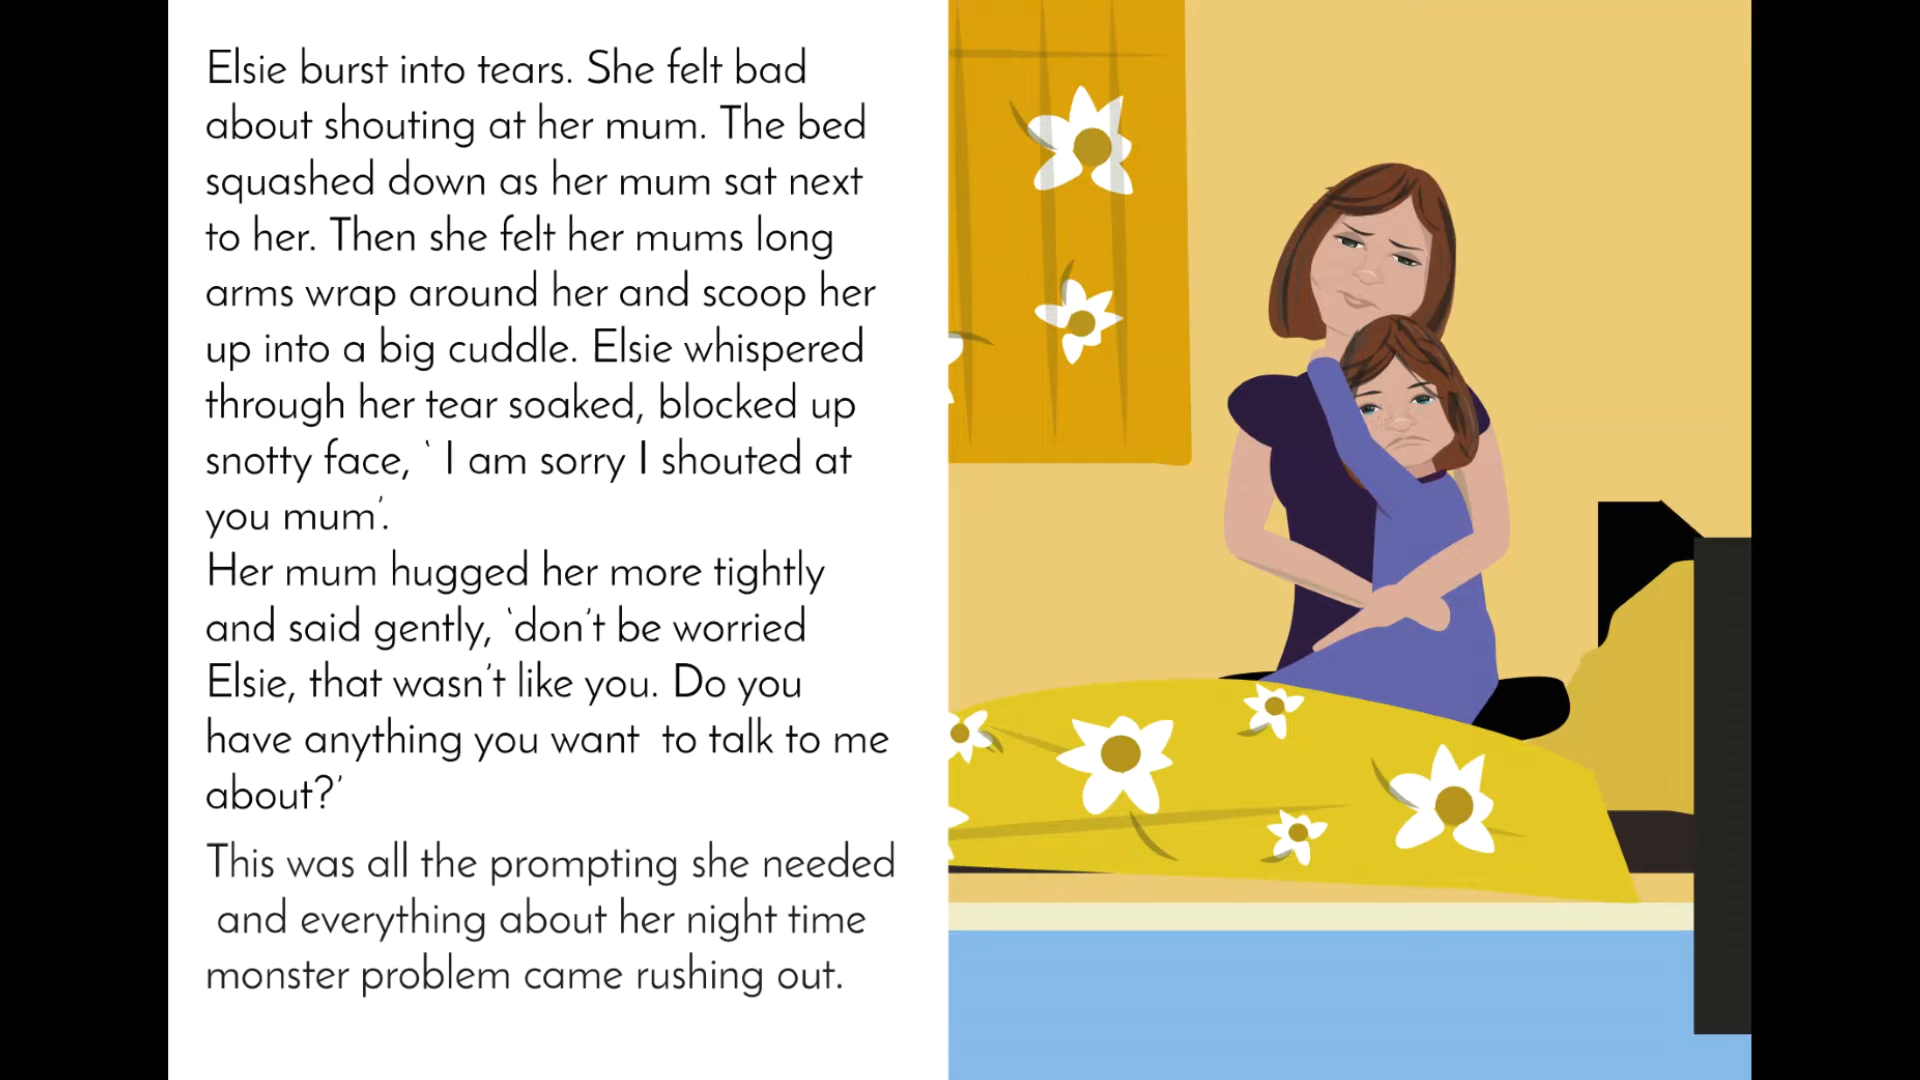 Elsie burst into tears. She felt bad
about shouting at her mum. The bed
squashed down as her mum sat next
to her. Then she felt her mums long
arms wrap around her and scoop her
up into a big cuddle. Elsie whispered
through her tear soaked, blocked up
snotty face, ‘ I am sorry I shouted at
you mum’.
Her mum hugged her more tightly
and said gently, ‘don’t be worried
Elsie, that wasn’t like you. Do you
have anything you want  to talk to me
about?’
This was all the prompting she needed
and everything about her night time
monster problem came rushing out.